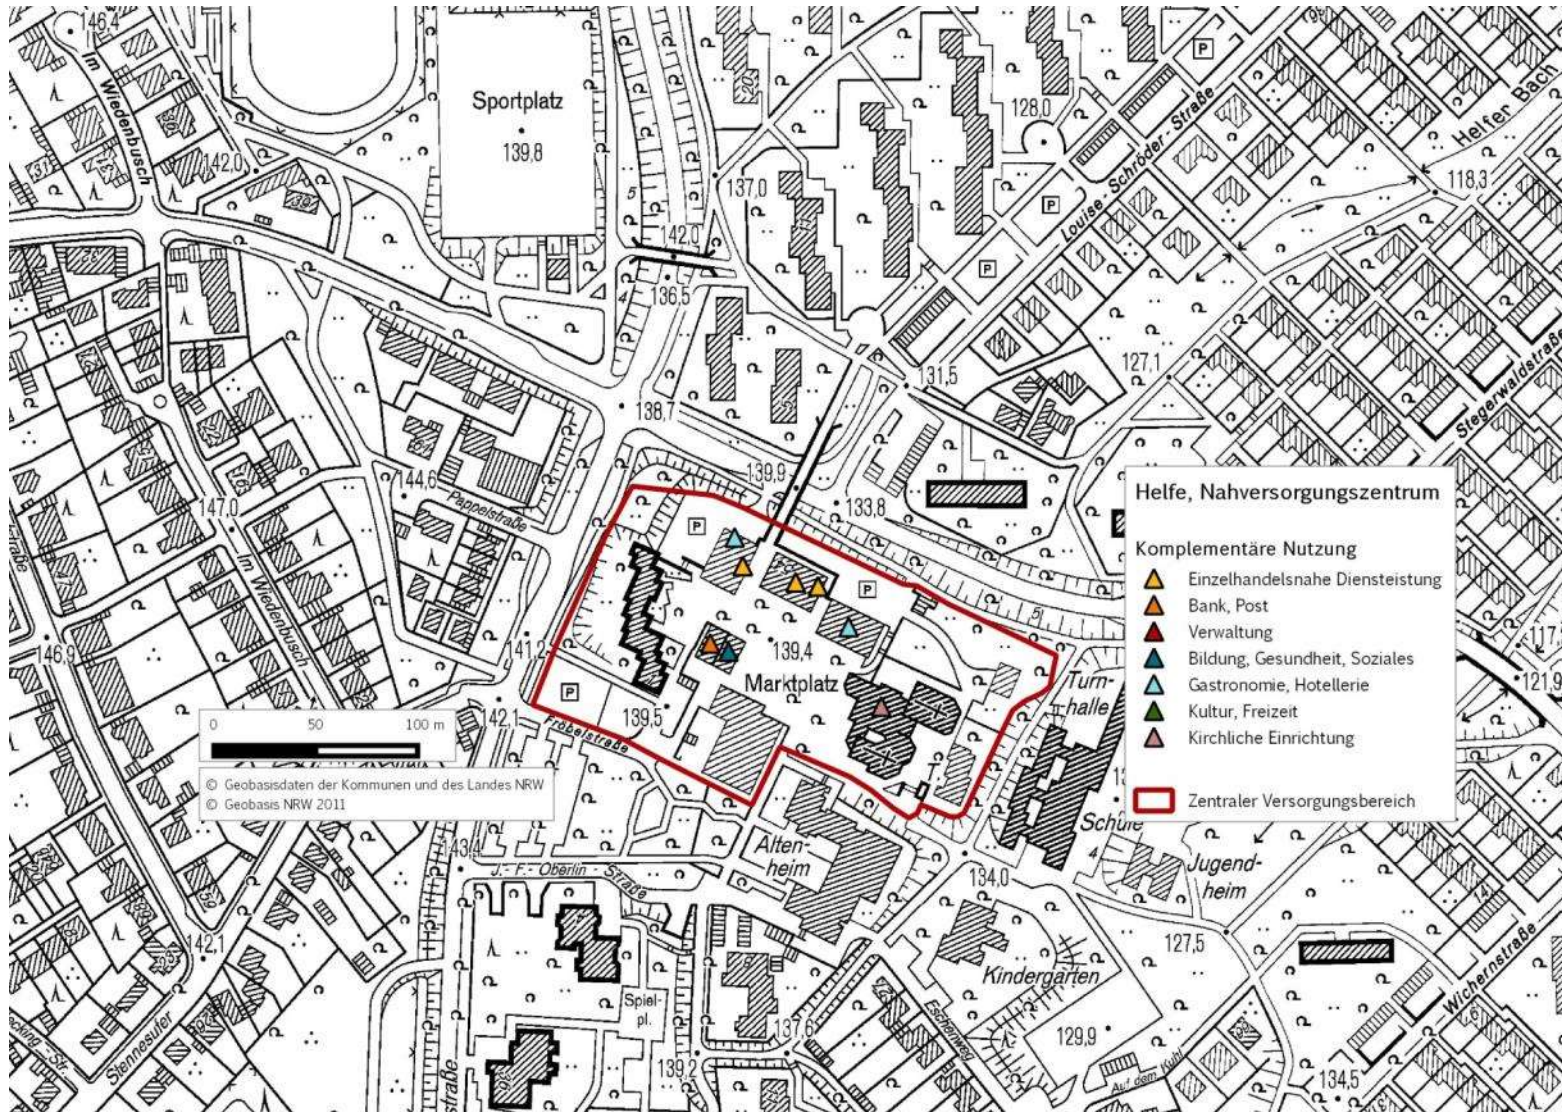 146,4
Im Wiedenbusch
142,0
Sportplatz
139,8
137,0
142,0
136,5
128,0
Louise-Schröder-Straße
Helfer Bach
118,3
P
P
P
131,5
127,1
Stegerwaldstraße
138,7
139,9
133,8
144,6
Pappelstraße
147,0
Im Wiedenbusch
146,9
141,2
142,1
P
P
P
139,4
Marktplatz
139,5
Fröbelstraße
Turn-
halle
Schule
Helfe, Nahversorgungszentrum
Komplementäre Nutzung
Einzelhandelsnahe Diensteistung
Bank, Post
Verwaltung
Bildung, Gesundheit, Soziales
Gastronomie, Hotellerie
Kultur, Freizeit
Kirchliche Einrichtung
Zentraler Versorgungsbereich
121,9
0 50 100 m
© Geobasisdaten der Kommunen und des Landes NRW
© Geobasis NRW 2011
143,4
J.-F.-Oberlin-Straße
Alten-
heim
134,0
Jugend-
heim
127,5
142,1
Stennesufer
Spiel-
pl.
Kindergarten
129,9
137,6
139,2
Auf dem Kuhl
Wichernstraße
134,5